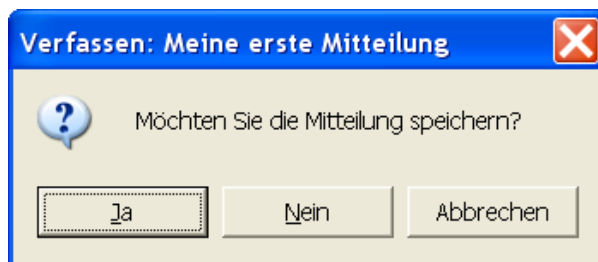 Verfassen: Meine erste Mitteilung
Möchten Sie die Mitteilung speichern?
Ja Nein Abbrechen